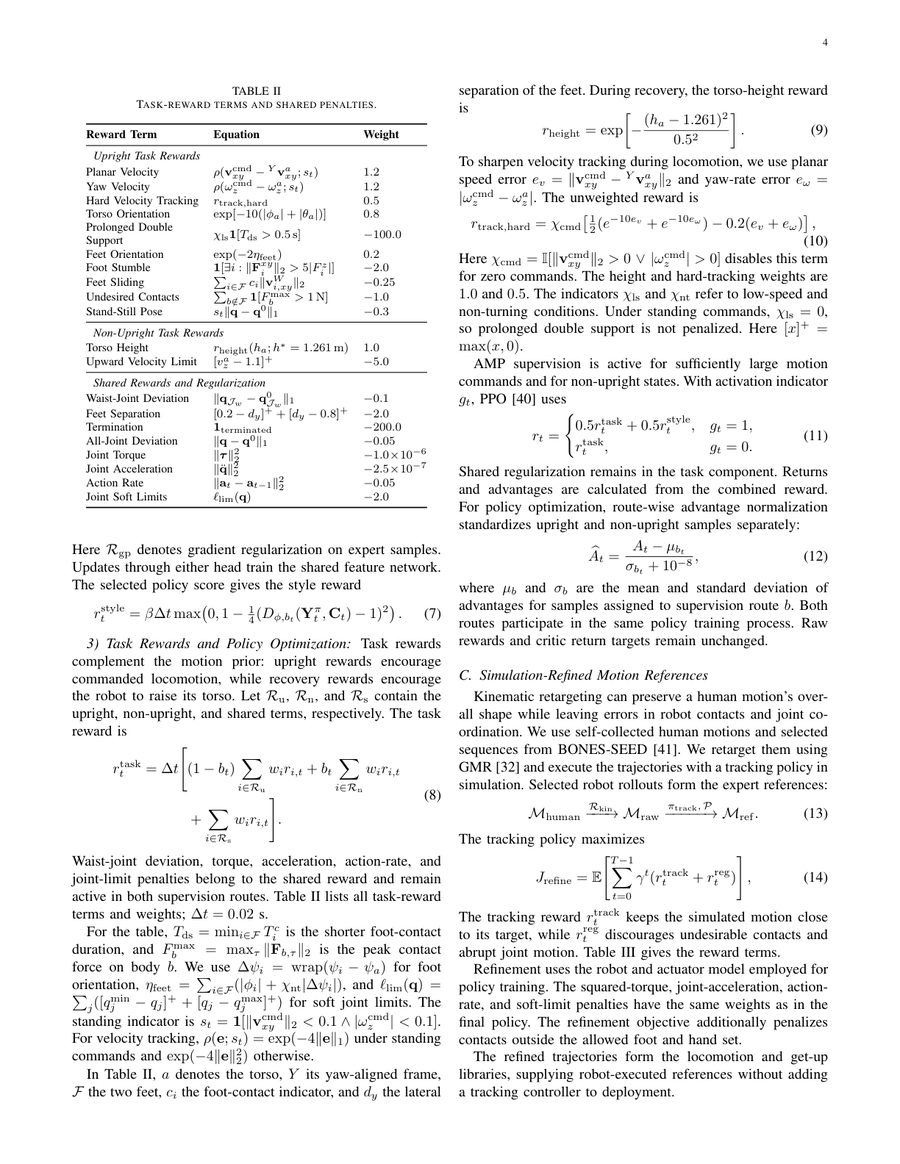 4
TABLE II
TASK-REWARD TERMS AND SHARED PENALTIES.
Reward Term Equation Weight
Upright Task Rewards
Planar Velocity ρ(v^cmd_xy − ^Y v^a_xy; s_t) 1.2
Yaw Velocity ρ(ω^cmd_z − ω^a_z; s_t) 1.2
Hard Velocity Tracking r_track,hard 0.5
Torso Orientation exp[−10(|ϕ_a| + |θ_a|)] 0.8
Prolonged Double
Support χ_ls 1[T_ds > 0.5 s] −100.0
Feet Orientation exp(−2η_feet) 0.2
Foot Stumble 1[∃i : ∥F^xy_i∥_2 > 5|F^z_i|] −2.0
Feet Sliding ∑_{i∈F} c_i∥v^W_{i,xy}∥_2 −0.25
Undesired Contacts ∑_{b∉F} 1[F^max_b > 1 N] −1.0
Stand-Still Pose s_t∥q − q^0∥_1 −0.3
Non-Upright Task Rewards
Torso Height r_height(h_a; h* = 1.261 m) 1.0
Upward Velocity Limit [v^a_z − 1.1]^+ −5.0
Shared Rewards and Regularization
Waist-Joint Deviation ∥q_{J_w} − q^0_{J_w}∥_1 −0.1
Feet Separation [0.2 − d_y]^+ + [d_y − 0.8]^+ −2.0
Termination 1_terminated −200.0
All-Joint Deviation ∥q − q^0∥_1 −0.05
Joint Torque ∥τ∥^2_2 −1.0×10^−6
Joint Acceleration ∥q̈∥^2_2 −2.5×10^−7
Action Rate ∥a_t − a_{t−1}∥^2_2 −0.05
Joint Soft Limits ℓ_lim(q) −2.0
Here R_gp denotes gradient regularization on expert samples.
Updates through either head train the shared feature network.
The selected policy score gives the style reward
r^style_t = βΔt max(0, 1 − 1/4 (D_{ϕ,b_t}(Y^π_t, C_t) − 1)^2) . (7)
3) Task Rewards and Policy Optimization: Task rewards
complement the motion prior: upright rewards encourage
commanded locomotion, while recovery rewards encourage
the robot to raise its torso. Let R_u, R_n, and R_s contain the
upright, non-upright, and shared terms, respectively. The task
reward is
r^task_t = Δt[(1 − b_t) ∑_{i∈R_u} w_i r_{i,t} + b_t ∑_{i∈R_n} w_i r_{i,t}
+ ∑_{i∈R_s} w_i r_{i,t}]. (8)
Waist-joint deviation, torque, acceleration, action-rate, and
joint-limit penalties belong to the shared reward and remain
active in both supervision routes. Table II lists all task-reward
terms and weights; Δt = 0.02 s.
For the table, T_ds = min_{i∈F} T^c_i is the shorter foot-contact
duration, and F^max_b = max_τ ∥F_{b,τ}∥_2 is the peak contact
force on body b. We use Δψ_i = wrap(ψ_i − ψ_a) for foot
orientation, η_feet = ∑_{i∈F}(|ϕ_i| + χ_nt|Δψ_i|), and ℓ_lim(q) =
∑_j([q^min_j − q_j]^+ + [q_j − q^max_j]^+) for soft joint limits. The
standing indicator is s_t = 1[∥v^cmd_xy∥_2 < 0.1 ∧ |ω^cmd_z| < 0.1].
For velocity tracking, ρ(e; s_t) = exp(−4∥e∥_1) under standing
commands and exp(−4∥e∥^2_2) otherwise.
In Table II, a denotes the torso, Y its yaw-aligned frame,
F the two feet, c_i the foot-contact indicator, and d_y the lateral
separation of the feet. During recovery, the torso-height reward
is
r_height = exp[−(h_a − 1.261)^2 / 0.5^2] . (9)
To sharpen velocity tracking during locomotion, we use planar
speed error e_v = ∥v^cmd_xy − ^Y v^a_xy∥_2 and yaw-rate error e_ω =
|ω^cmd_z − ω^a_z|. The unweighted reward is
r_track,hard = χ_cmd[1/2 (e^{−10e_v} + e^{−10e_ω}) − 0.2(e_v + e_ω)] ,
(10)
Here χ_cmd = 𝕀[∥v^cmd_xy∥_2 > 0 ∨ |ω^cmd_z| > 0] disables this term
for zero commands. The height and hard-tracking weights are
1.0 and 0.5. The indicators χ_ls and χ_nt refer to low-speed and
non-turning conditions. Under standing commands, χ_ls = 0,
so prolonged double support is not penalized. Here [x]^+ =
max(x, 0).
AMP supervision is active for sufficiently large motion
commands and for non-upright states. With activation indicator
g_t, PPO [40] uses
r_t = { 0.5r^task_t + 0.5r^style_t, g_t = 1,
r^task_t, g_t = 0. (11)
Shared regularization remains in the task component. Returns
and advantages are calculated from the combined reward.
For policy optimization, route-wise advantage normalization
standardizes upright and non-upright samples separately:
Â_t = (A_t − μ_{b_t}) / (σ_{b_t} + 10^−8) , (12)
where μ_b and σ_b are the mean and standard deviation of
advantages for samples assigned to supervision route b. Both
routes participate in the same policy training process. Raw
rewards and critic return targets remain unchanged.
C. Simulation-Refined Motion References
Kinematic retargeting can preserve a human motion's over-
all shape while leaving errors in robot contacts and joint co-
ordination. We use self-collected human motions and selected
sequences from BONES-SEED [41]. We retarget them using
GMR [32] and execute the trajectories with a tracking policy in
simulation. Selected robot rollouts form the expert references:
M_human —R_kin→ M_raw —π_track, P→ M_ref. (13)
The tracking policy maximizes
J_refine = 𝔼[∑_{t=0}^{T−1} γ^t(r^track_t + r^reg_t)] , (14)
The tracking reward r^track_t keeps the simulated motion close
to its target, while r^reg_t discourages undesirable contacts and
abrupt joint motion. Table III gives the reward terms.
Refinement uses the robot and actuator model employed for
policy training. The squared-torque, joint-acceleration, action-
rate, and soft-limit penalties have the same weights as in the
final policy. The refinement objective additionally penalizes
contacts outside the allowed foot and hand set.
The refined trajectories form the locomotion and get-up
libraries, supplying robot-executed references without adding
a tracking controller to deployment.